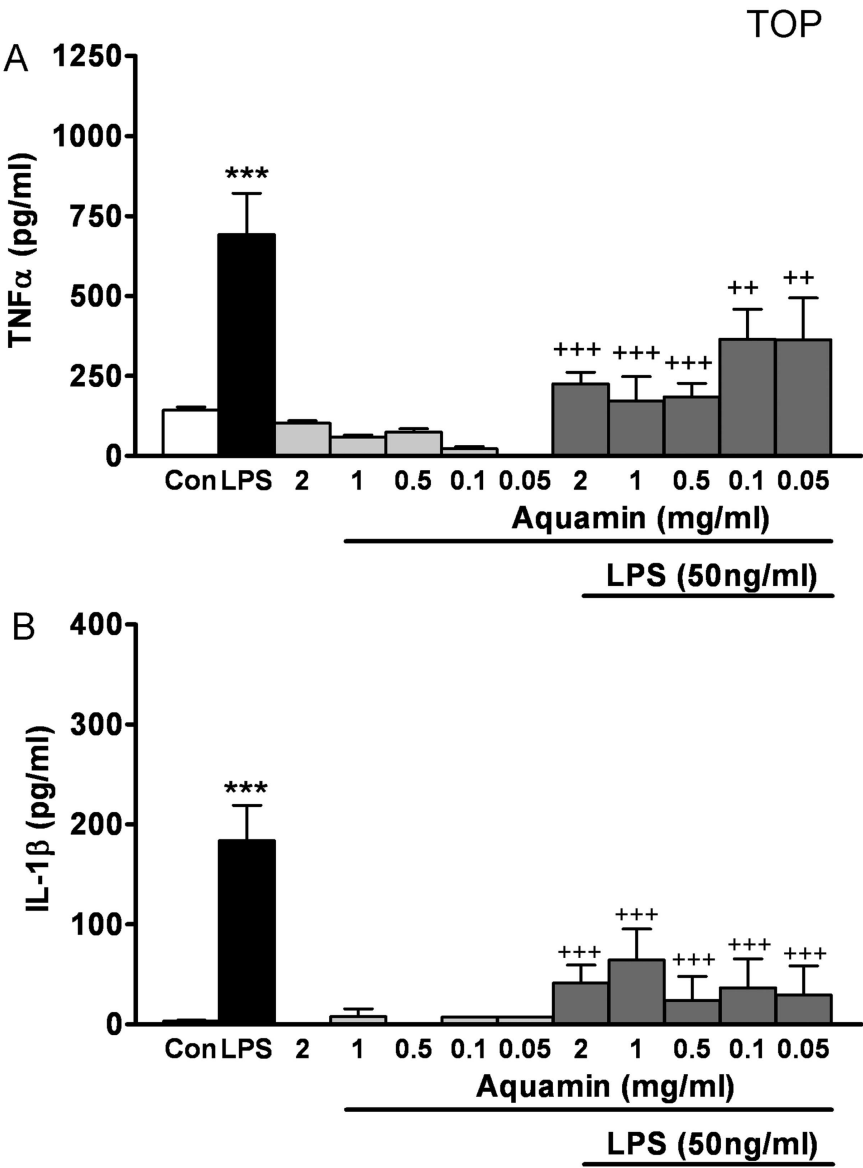 TOP
A
1250
1000
750
500
250
0
TNFα (pg/ml)
***
+++ +++ +++ ++ ++
Con LPS 2 1 0.5 0.1 0.05 2 1 0.5 0.1 0.05
Aquamin (mg/ml)
LPS (50ng/ml)
B
400
300
200
100
0
IL-1β (pg/ml)
***
+++ +++ +++ +++ +++
Con LPS 2 1 0.5 0.1 0.05 2 1 0.5 0.1 0.05
Aquamin (mg/ml)
LPS (50ng/ml)